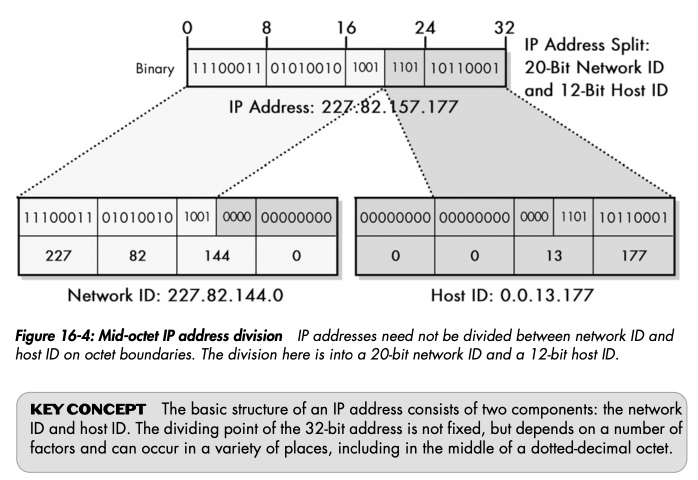 0 8 16 24 32
IP Address Split:
20-Bit Network ID
and 12-Bit Host ID
Binary 11100011 01010010 1001 1101 10110001
IP Address: 227.82.157.177
11100011 01010010 1001 0000 00000000
227 82 144 0
Network ID: 227.82.144.0
00000000 00000000 0000 1101 10110001
0 0 13 177
Host ID: 0.0.13.177
Figure 16-4: Mid-octet IP address division IP addresses need not be divided between network ID and
host ID on octet boundaries. The division here is into a 20-bit network ID and a 12-bit host ID.
KEY CONCEPT The basic structure of an IP address consists of two components: the network
ID and host ID. The dividing point of the 32-bit address is not fixed, but depends on a number of
factors and can occur in a variety of places, including in the middle of a dotted-decimal octet.